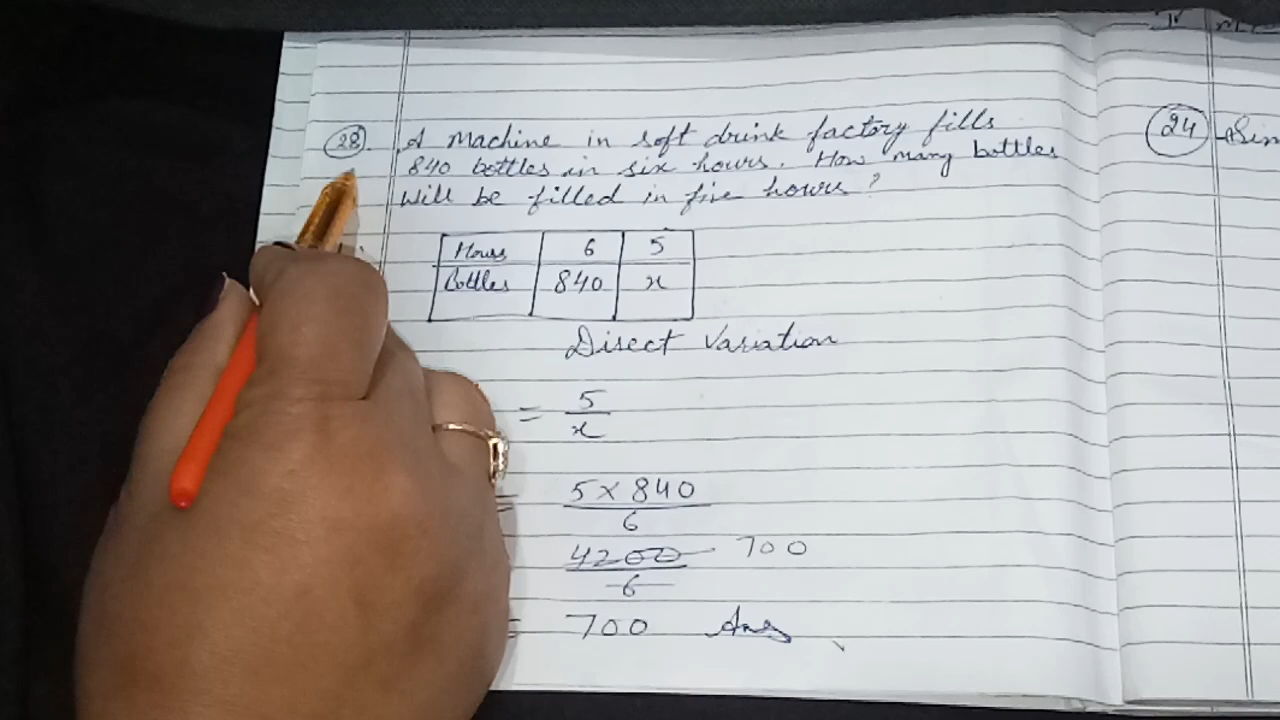 28. A Machine in soft drink factory fills
840 bottles in six hours. How many bottles
will be filled in five hours?
Hours 6 5
Bottles 840 x
Direct Variation
= 5/x
= 5 × 840 / 6
4200 / 6 700
= 700 Ans
24